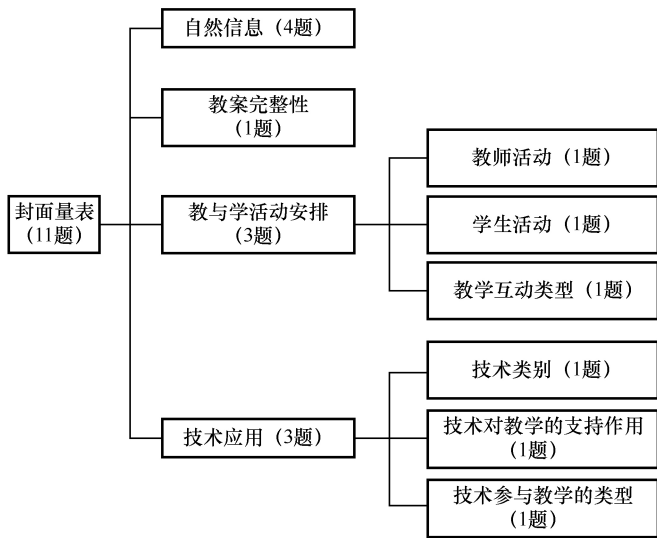 自然信息（4题）
教案完整性
（1题）
教师活动（1题）
封面量表
（11题）
教与学活动安排
（3题）
学生活动（1题）
教学互动类型（1题）
技术类别（1题）
技术应用（3题）
技术对教学的支持作用
（1题）
技术参与教学的类型
（1题）